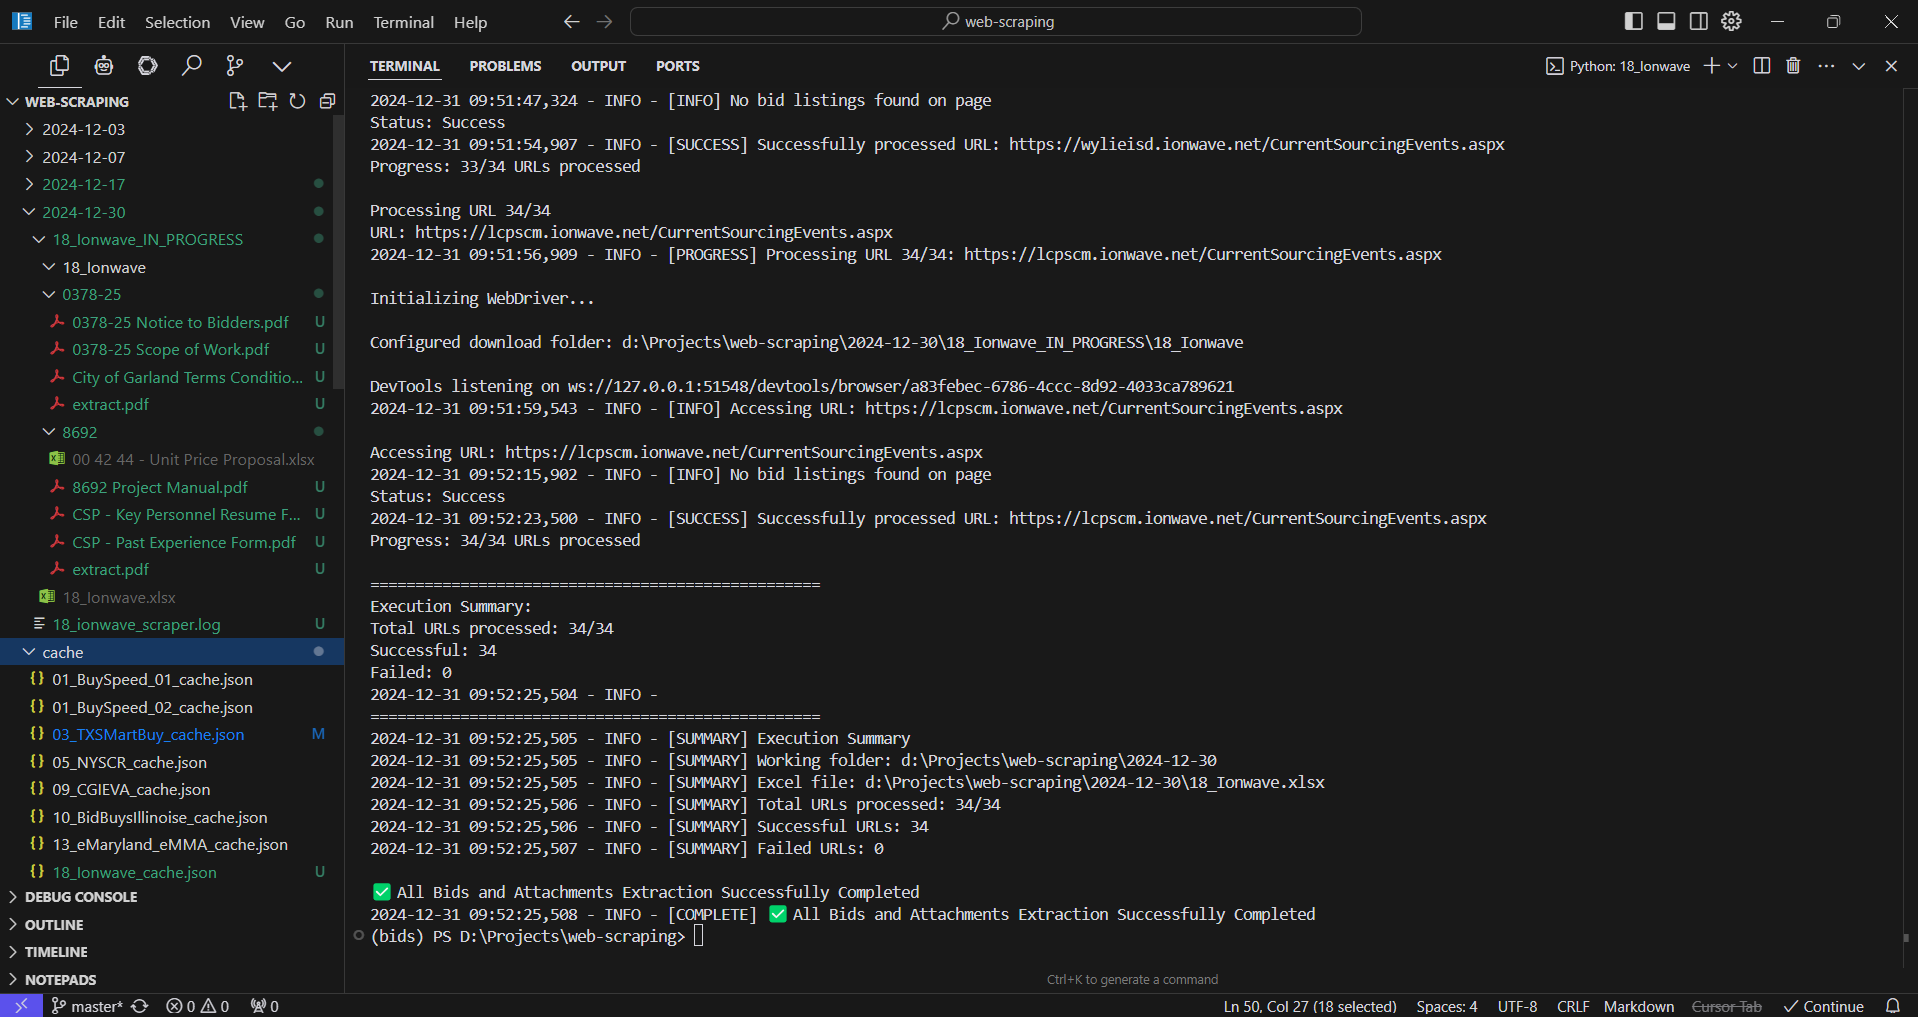 File Edit Selection View Go Run Terminal Help
web-scraping
WEB-SCRAPING
2024-12-03
2024-12-07
2024-12-17
2024-12-30
18_Ionwave_IN_PROGRESS
18_Ionwave
0378-25
0378-25 Notice to Bidders.pdf U
0378-25 Scope of Work.pdf U
City of Garland Terms Conditio... U
extract.pdf U
8692
00 42 44 - Unit Price Proposal.xlsx
8692 Project Manual.pdf U
CSP - Key Personnel Resume F... U
CSP - Past Experience Form.pdf U
extract.pdf U
18_Ionwave.xlsx
18_ionwave_scraper.log U
cache
{} 01_BuySpeed_01_cache.json
{} 01_BuySpeed_02_cache.json
{} 03_TXSMartBuy_cache.json M
{} 05_NYSCR_cache.json
{} 09_CGIEVA_cache.json
{} 10_BidBuysIllinoise_cache.json
{} 13_eMaryland_eMMA_cache.json
{} 18_Ionwave_cache.json U
DEBUG CONSOLE
OUTLINE
TIMELINE
NOTEPADS
TERMINAL PROBLEMS OUTPUT PORTS
Python: 18_Ionwave
2024-12-31 09:51:47,324 - INFO - [INFO] No bid listings found on page
Status: Success
2024-12-31 09:51:54,907 - INFO - [SUCCESS] Successfully processed URL: https://wylieisd.ionwave.net/CurrentSourcingEvents.aspx
Progress: 33/34 URLs processed
Processing URL 34/34
URL: https://lcpscm.ionwave.net/CurrentSourcingEvents.aspx
2024-12-31 09:51:56,909 - INFO - [PROGRESS] Processing URL 34/34: https://lcpscm.ionwave.net/CurrentSourcingEvents.aspx
Initializing WebDriver...
Configured download folder: d:\Projects\web-scraping\2024-12-30\18_Ionwave_IN_PROGRESS\18_Ionwave
DevTools listening on ws://127.0.0.1:51548/devtools/browser/a83febec-6786-4ccc-8d92-4033ca789621
2024-12-31 09:51:59,543 - INFO - [INFO] Accessing URL: https://lcpscm.ionwave.net/CurrentSourcingEvents.aspx
Accessing URL: https://lcpscm.ionwave.net/CurrentSourcingEvents.aspx
2024-12-31 09:52:15,902 - INFO - [INFO] No bid listings found on page
Status: Success
2024-12-31 09:52:23,500 - INFO - [SUCCESS] Successfully processed URL: https://lcpscm.ionwave.net/CurrentSourcingEvents.aspx
Progress: 34/34 URLs processed
==================================================
Execution Summary:
Total URLs processed: 34/34
Successful: 34
Failed: 0
2024-12-31 09:52:25,504 - INFO -
==================================================
2024-12-31 09:52:25,505 - INFO - [SUMMARY] Execution Summary
2024-12-31 09:52:25,505 - INFO - [SUMMARY] Working folder: d:\Projects\web-scraping\2024-12-30
2024-12-31 09:52:25,505 - INFO - [SUMMARY] Excel file: d:\Projects\web-scraping\2024-12-30\18_Ionwave.xlsx
2024-12-31 09:52:25,506 - INFO - [SUMMARY] Total URLs processed: 34/34
2024-12-31 09:52:25,506 - INFO - [SUMMARY] Successful URLs: 34
2024-12-31 09:52:25,507 - INFO - [SUMMARY] Failed URLs: 0
✅ All Bids and Attachments Extraction Successfully Completed
2024-12-31 09:52:25,508 - INFO - [COMPLETE] ✅ All Bids and Attachments Extraction Successfully Completed
(bids) PS D:\Projects\web-scraping>
Ctrl+K to generate a command
master* 0 0 0 Ln 50, Col 27 (18 selected) Spaces: 4 UTF-8 CRLF Markdown Cursor Tab Continue